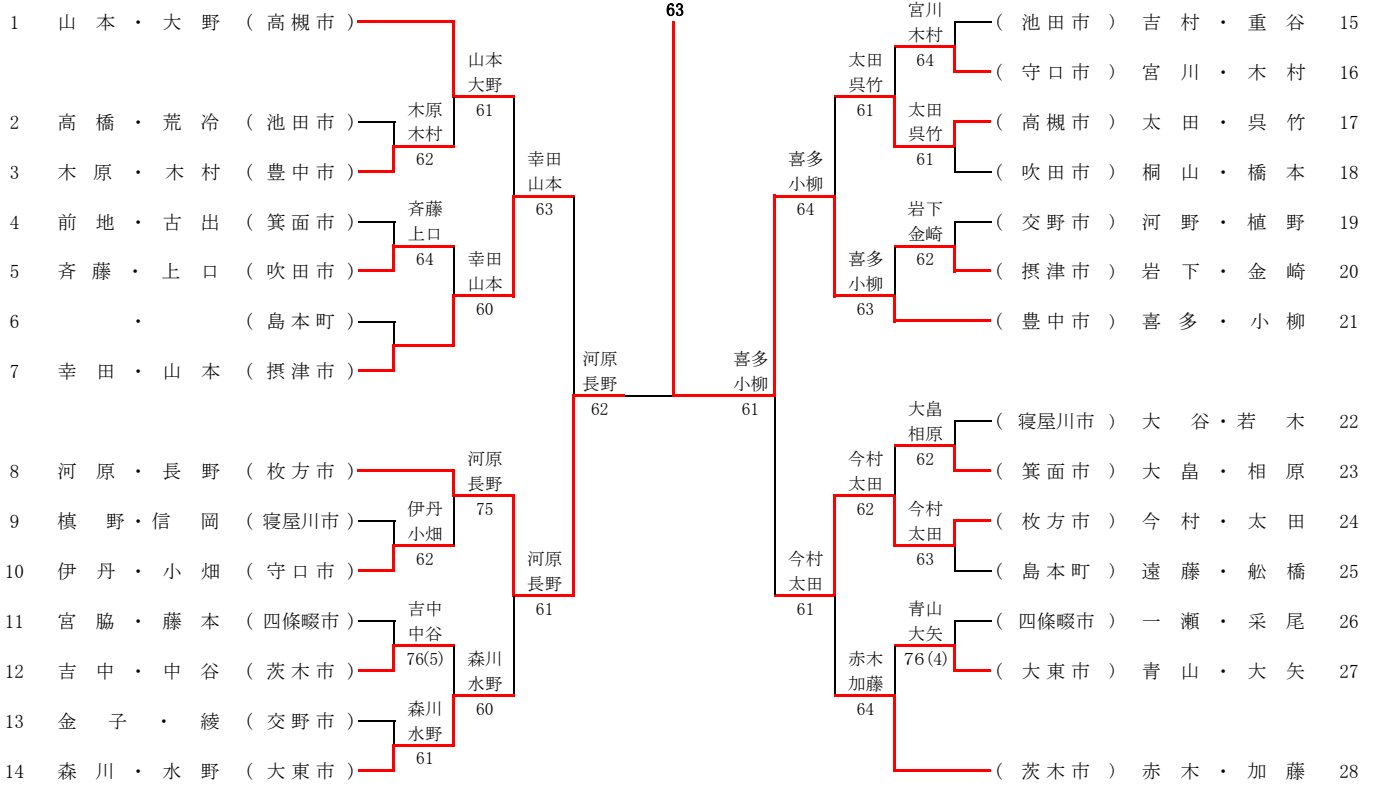 63
1 山本・大野 (高槻市)
山本
大野
61
2 高橋・荒冷 (池田市)
木原
木村
62
3 木原・木村 (豊中市)
幸田
山本
63
4 前地・古出 (箕面市)
斉藤
上口
64
5 斉藤・上口 (吹田市)
幸田
山本
60
6 ・ (島本町)
7 幸田・山本 (摂津市)
河原
長野
62
8 河原・長野 (枚方市)
河原
長野
75
9 槙野・信岡 (寝屋川市)
伊丹
小畑
62
10 伊丹・小畑 (守口市)
河原
長野
61
11 宮脇・藤本 (四條畷市)
吉中
中谷
76(5)
12 吉中・中谷 (茨木市)
森川
水野
60
13 金子・綾 (交野市)
森川
水野
61
14 森川・水野 (大東市)
宮川
木村
64
(池田市) 吉村・重谷 15
(守口市) 宮川・木村 16
太田
呉竹
61
太田
呉竹
61
(高槻市) 太田・呉竹 17
(吹田市) 桐山・橋本 18
喜多
小柳
64
岩下
金崎
62
(交野市) 河野・植野 19
(摂津市) 岩下・金崎 20
喜多
小柳
63
(豊中市) 喜多・小柳 21
喜多
小柳
61
大畠
相原
62
(寝屋川市) 大谷・若木 22
(箕面市) 大畠・相原 23
今村
太田
62
今村
太田
63
(枚方市) 今村・太田 24
(島本町) 遠藤・舩橋 25
今村
太田
61
青山
大矢
76(4)
(四條畷市) 一瀬・采尾 26
(大東市) 青山・大矢 27
赤木
加藤
64
(茨木市) 赤木・加藤 28